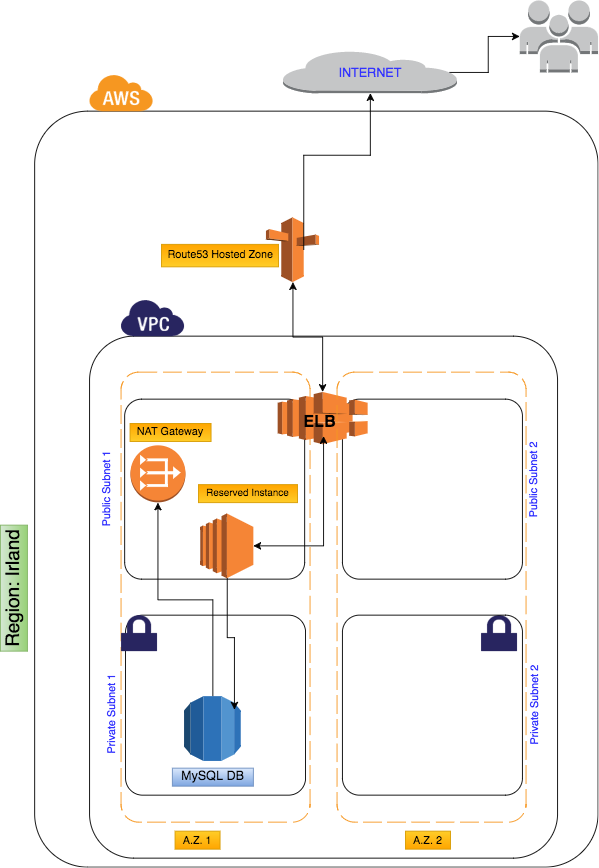 INTERNET
AWS
Route53 Hosted Zone
VPC
ELB
NAT Gateway
Reserved Instance
Public Subnet 1
Public Subnet 2
Region: Irland
Private Subnet 1
Private Subnet 2
MySQL DB
A.Z. 1
A.Z. 2